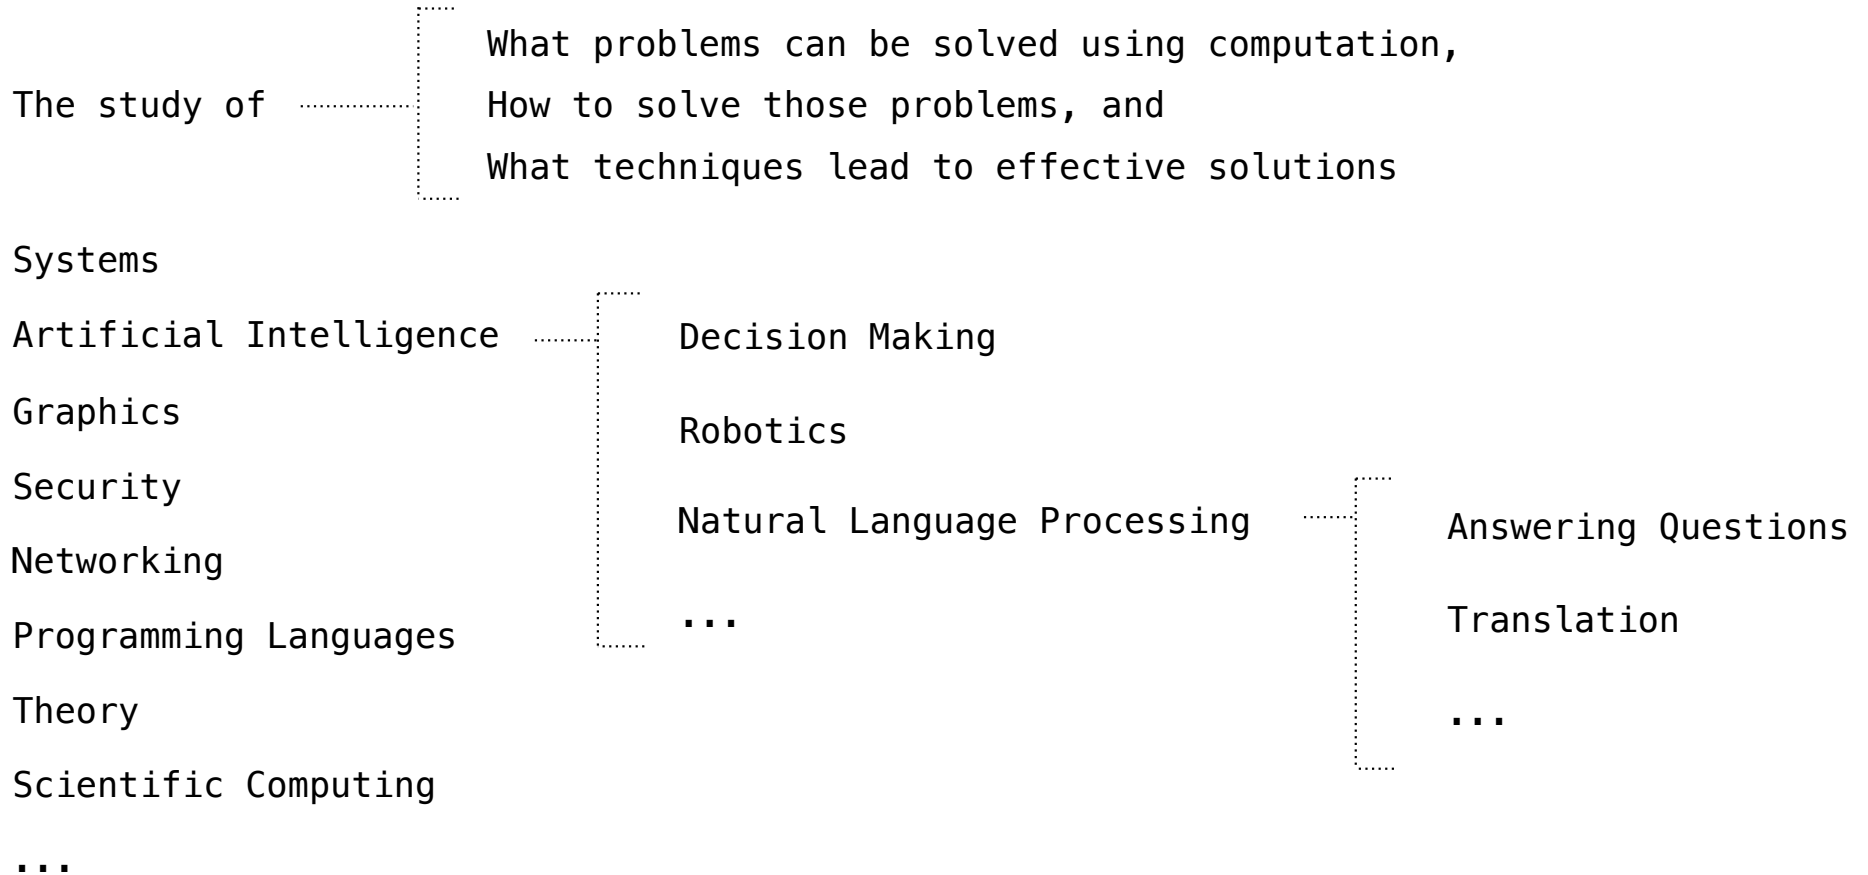 What problems can be solved using computation,
The study of
How to solve those problems, and
What techniques lead to effective solutions
Systems
Artificial Intelligence
Graphics
Security
Networking
Programming Languages
Theory
Scientific Computing
...
Decision Making
Robotics
Natural Language Processing
...
Answering Questions
Translation
...